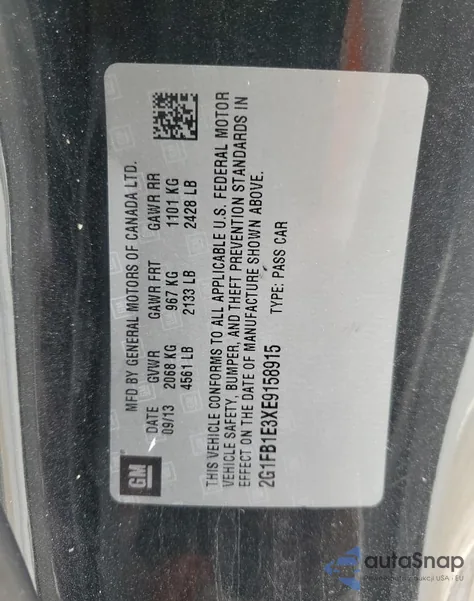 GM
MFD BY GENERAL MOTORS OF CANADA LTD.
DATE GVWR GAWR FRT GAWR RR
09/13 2068 KG 967 KG 1101 KG
4561 LB 2133 LB 2428 LB
THIS VEHICLE CONFORMS TO ALL APPLICABLE U.S. FEDERAL MOTOR
VEHICLE SAFETY, BUMPER, AND THEFT PREVENTION STANDARDS IN
EFFECT ON THE DATE OF MANUFACTURE SHOWN ABOVE.
2G1FB1E3XE9158915 TYPE: PASS CAR
autoSnap